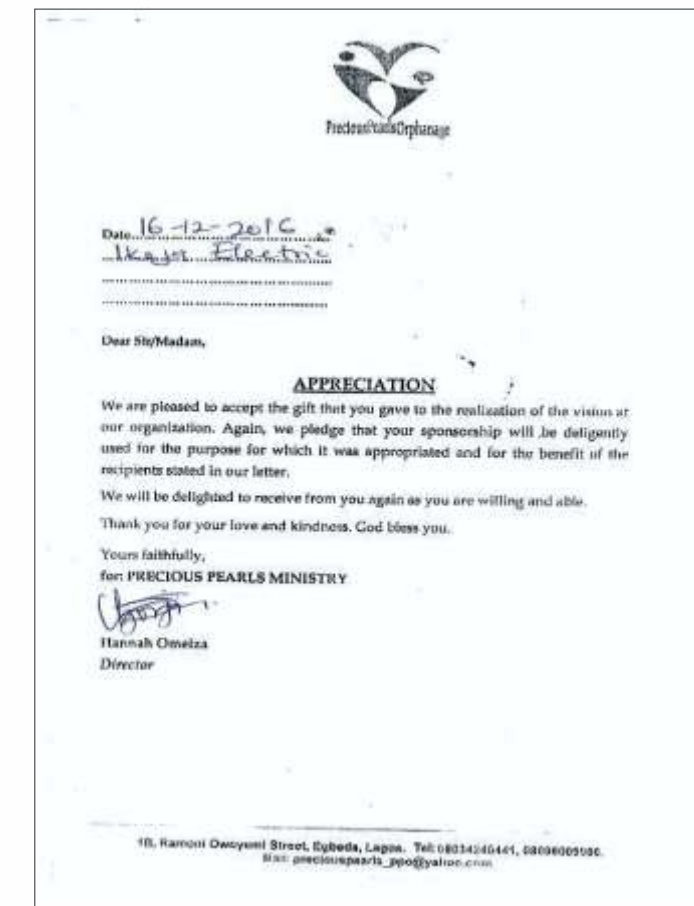 PreciousPearlsOrphanage
Date 16-12-2016
Ikeja Electric
Dear Sir/Madam,
APPRECIATION
We are pleased to accept the gift that you gave to the realization of the vision at
our organization. Again, we pledge that your sponsorship will be deligently
used for the purpose for which it was appropriated and for the benefit of the
recipients stated in our letter.
We will be delighted to receive from you again as you are willing and able.
Thank you for your love and kindness. God bless you.
Yours faithfully,
for: PRECIOUS PEARLS MINISTRY
Hannah Omeiza
Director
Street, Egbeda, Lagos. Tel:
preciouspearls_ppo@yahoo.com